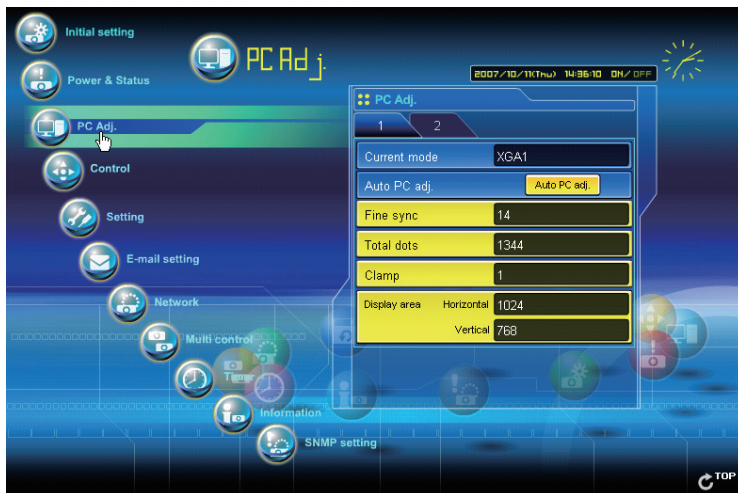 Initial setting
PC Adj.
Power & Status
2007/10/11(Thu) 14:36:10 ON/OFF
PC Adj.
PC Adj.
1 2
Current mode XGA1
Auto PC adj. Auto PC adj.
Control
Fine sync 14
Setting
Total dots 1344
E-mail setting
Clamp 1
Network
Display area Horizontal 1024
Vertical 768
Multi control
Information
SNMP setting
TOP